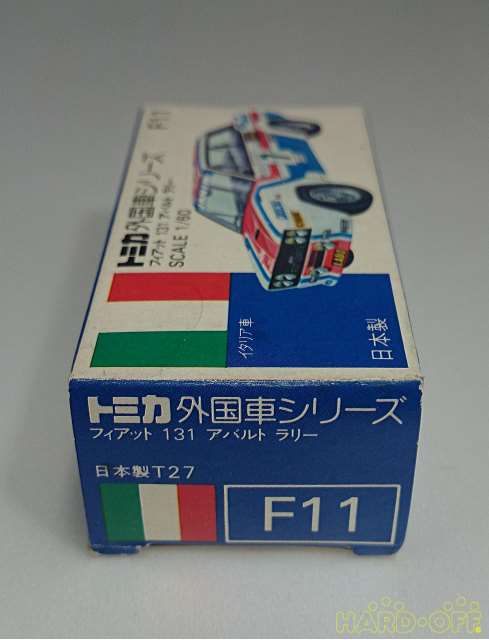 トミカ外国車シリーズ F11
フィアット 131 アバルト ラリー
SCALE 1/60
イタリア車
日本製
トミカ外国車シリーズ
フィアット 131 アバルト ラリー
日本製T27
F11
HARD-OFF